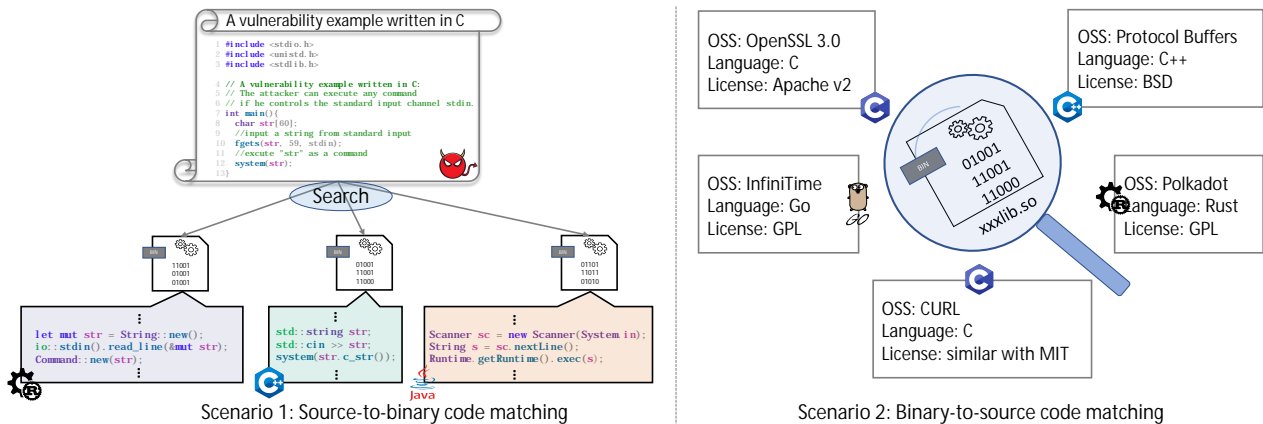 A vulnerability example written in C
1 #include <stdio.h>
2 #include <unistd.h>
3 #include <stdlib.h>
4 // A vulnerability example written in C:
5 // The attacker can execute any command
6 // if he controls the standard input channel stdin.
7 int main(){
8 char str[60];
9 //input a string from standard input
10 fgets(str, 59, stdin);
11 //excute "str" as a command
12 system(str);
13}
Search
BIN
11001
01001
01001
BIN
01001
11001
11000
BIN
01101
11011
01010
let mut str = String::new();
io::stdin().read_line(&mut str);
Command::new(str);
R
std::string str;
std::cin >> str;
system(str.c_str());
C++
Scanner sc = new Scanner(System.in);
String s = sc.nextLine();
Runtime.getRuntime().exec(s);
Java
Scenario 1: Source-to-binary code matching
OSS: OpenSSL 3.0
Language: C
License: Apache v2
C
OSS: Protocol Buffers
Language: C++
License: BSD
C++
BIN
01001
11001
11000
xxxlib.so
OSS: InfiniTime
Language: Go
License: GPL
GO
OSS: Polkadot
Language: Rust
License: GPL
R
C
OSS: CURL
Language: C
License: similar with MIT
Scenario 2: Binary-to-source code matching